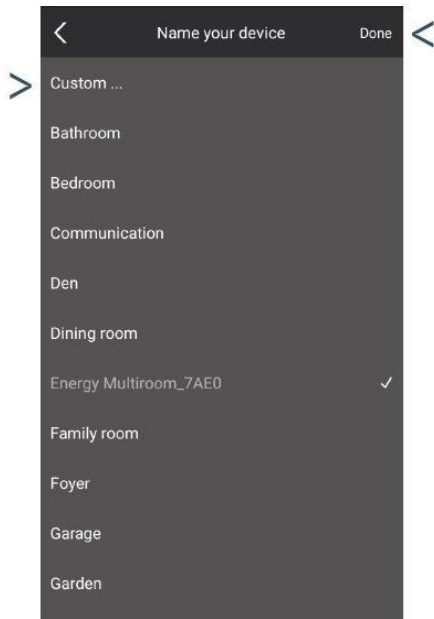 Name your device Done
Custom ...
Bathroom
Bedroom
Communication
Den
Dining room
Energy Multiroom_7AE0
Family room
Foyer
Garage
Garden